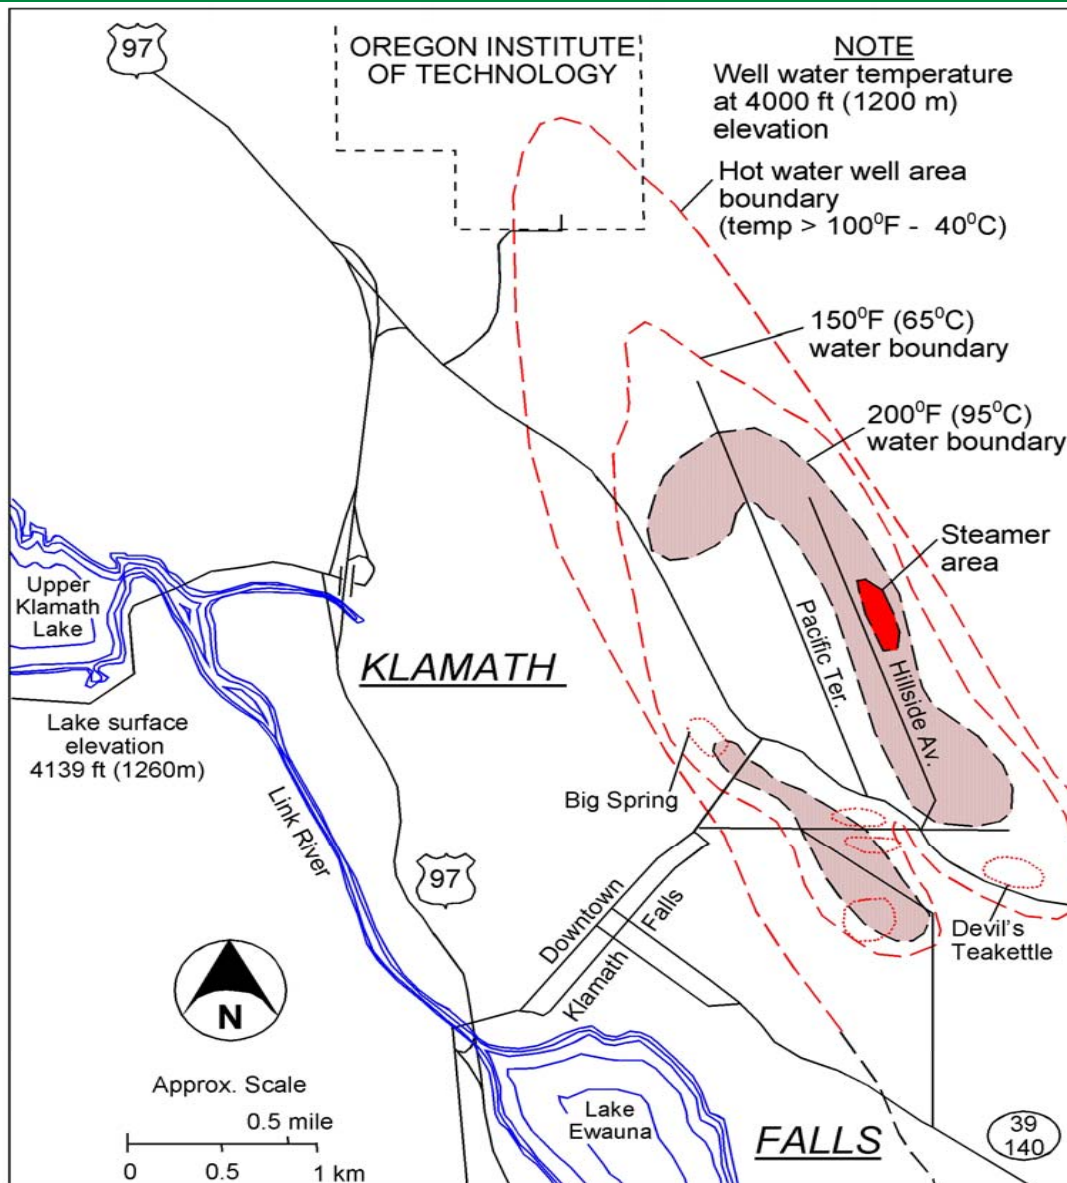 97
OREGON INSTITUTE
OF TECHNOLOGY
NOTE
Well water temperature
at 4000 ft (1200 m)
elevation
Hot water well area
boundary
(temp > 100⁰F - 40⁰C)
150⁰F (65⁰C)
water boundary
200⁰F (95⁰C)
water boundary
Steamer
area
Upper
Klamath
Lake
Pacific Ter.
Hillside Av.
KLAMATH
Lake surface
elevation
4139 ft (1260m)
Big Spring
Link River
97
Downtown
Klamath Falls
Devil's
Teakettle
N
Approx. Scale
0.5 mile
0 0.5 1 km
Lake
Ewauna
FALLS
39
140